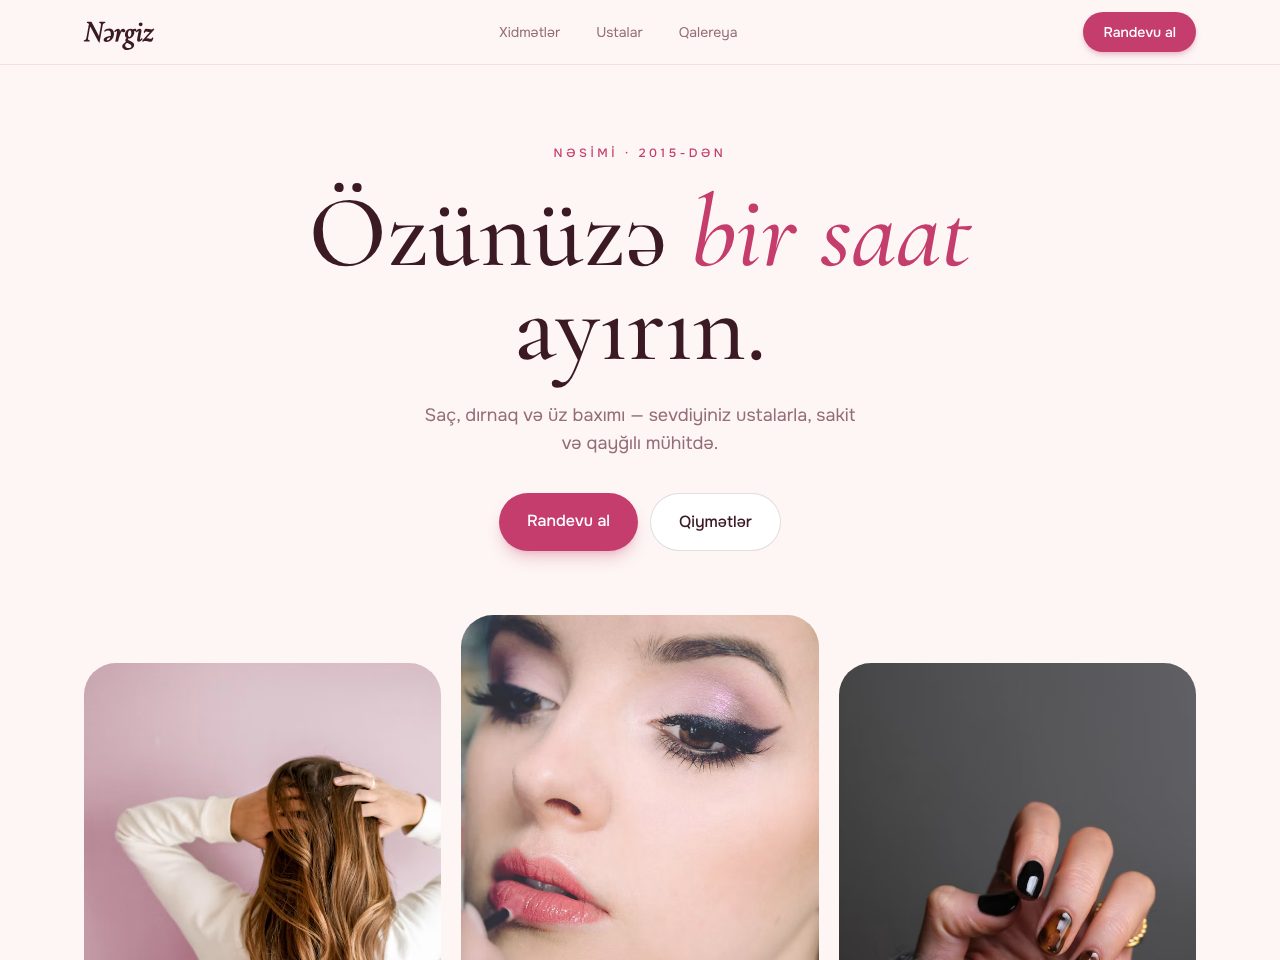 Nərgiz
Xidmətlər
Ustalar
Qalereya
Randevu al
NƏSİMİ · 2015-DƏN
Özünüzə bir saat
ayırın.
Saç, dırnaq və üz baxımı — sevdiyiniz ustalarla, sakit
və qayğılı mühitdə.
Randevu al
Qiymətlər